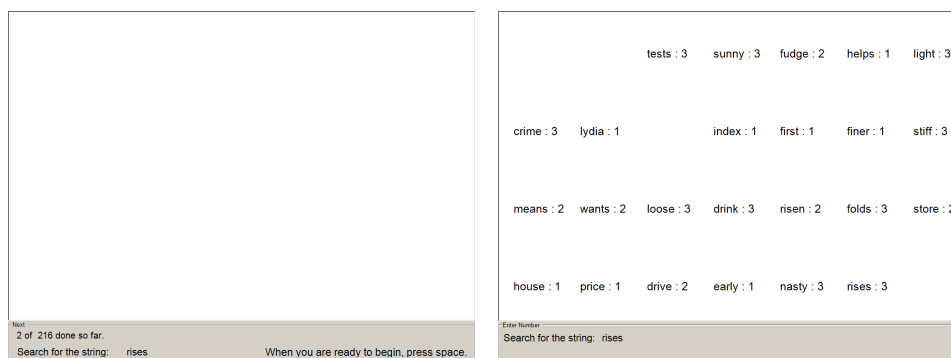 Next
2 of 216 done so far.
Search for the string: rises When you are ready to begin, press space.
tests : 3 sunny : 3 fudge : 2 helps : 1 light : 3
crime : 3 lydia : 1 index : 1 first : 1 finer : 1 stiff : 3
means : 2 wants : 2 loose : 3 drink : 3 risen : 2 folds : 3 store : 2
house : 1 price : 1 drive : 2 early : 1 nasty : 3 rises : 3
Enter Number
Search for the string: rises